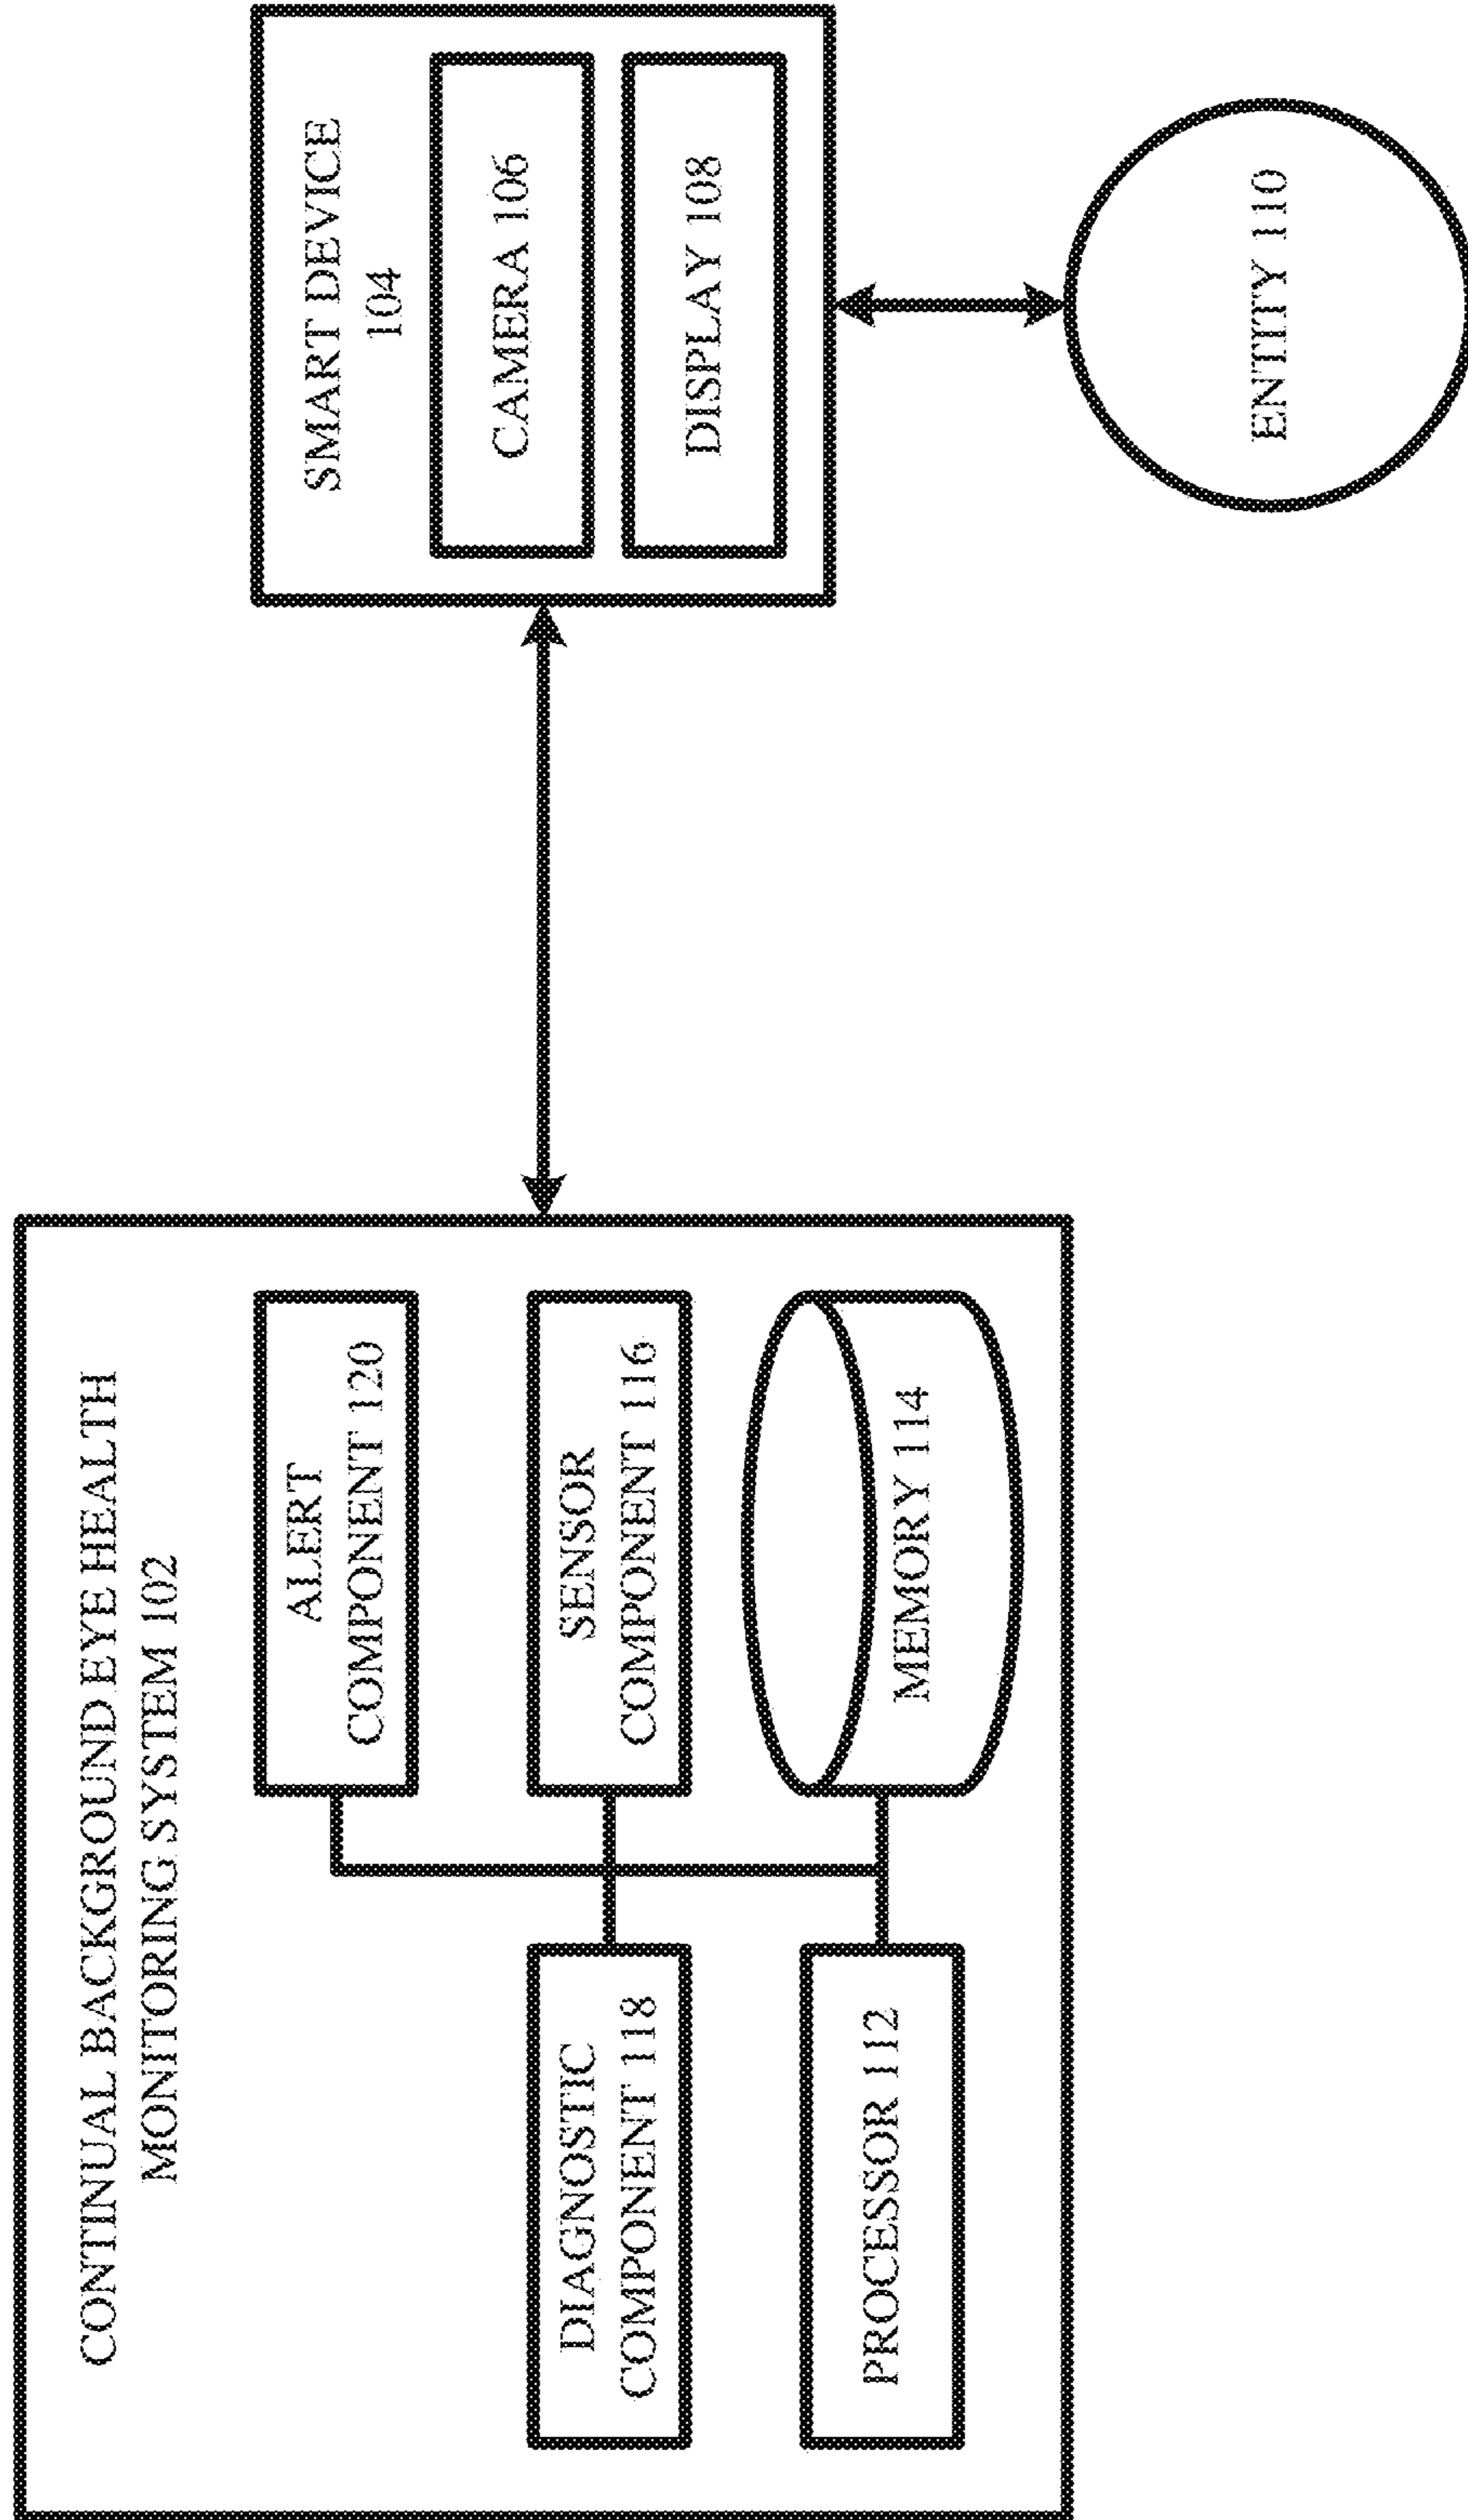 CONTINUAL BACKGROUND EYE HEALTH
MONITORING SYSTEM 102
ALERT
COMPONENT 120
DIAGNOSTIC
COMPONENT 118
SENSOR
COMPONENT 116
PROCESSOR 112
MEMORY 114
SMART DEVICE
104
CAMERA 106
DISPLAY 108
ENTITY 110